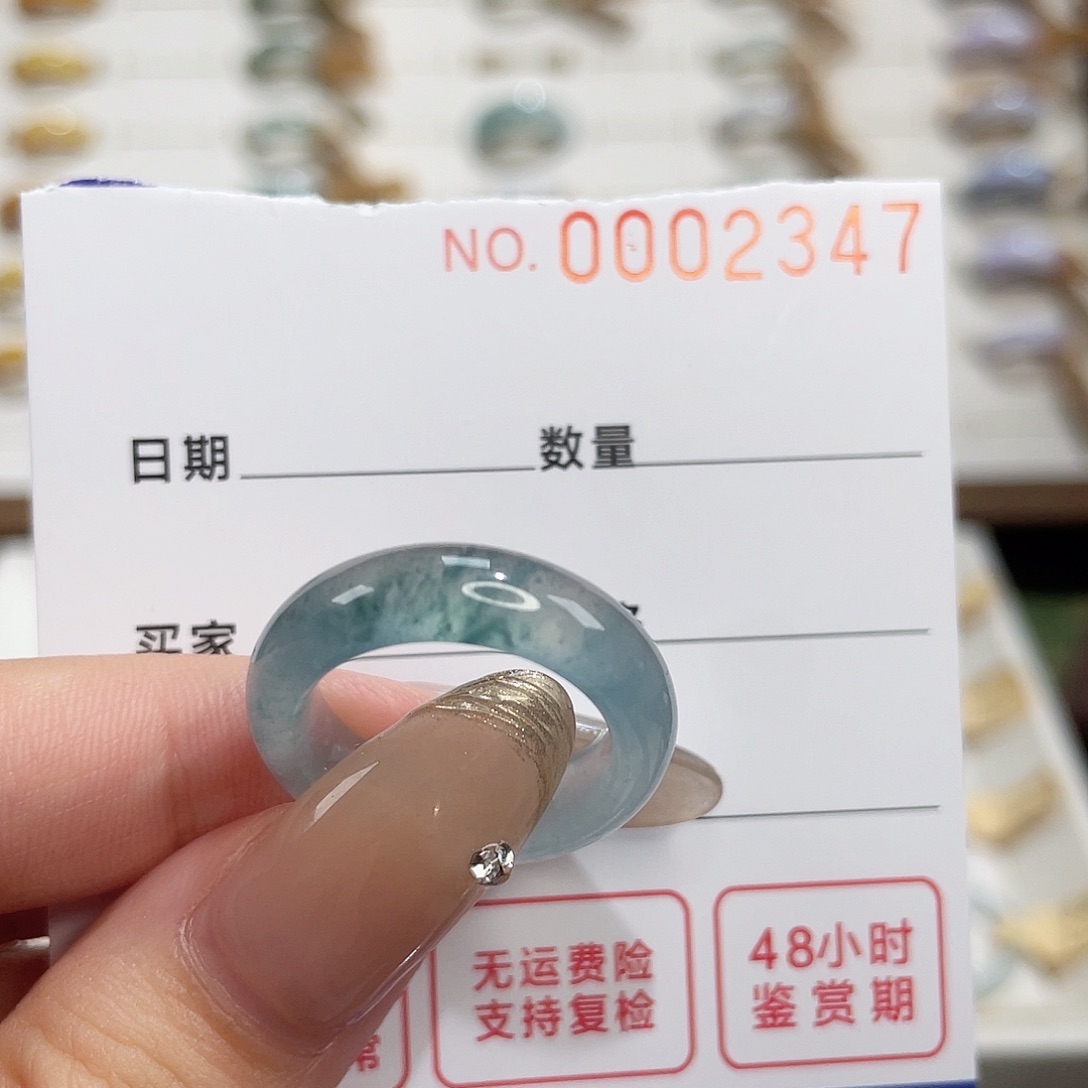 NO. 0002347
日期 数量
买家
无运费险
支持复检
48小时
鉴赏期
常